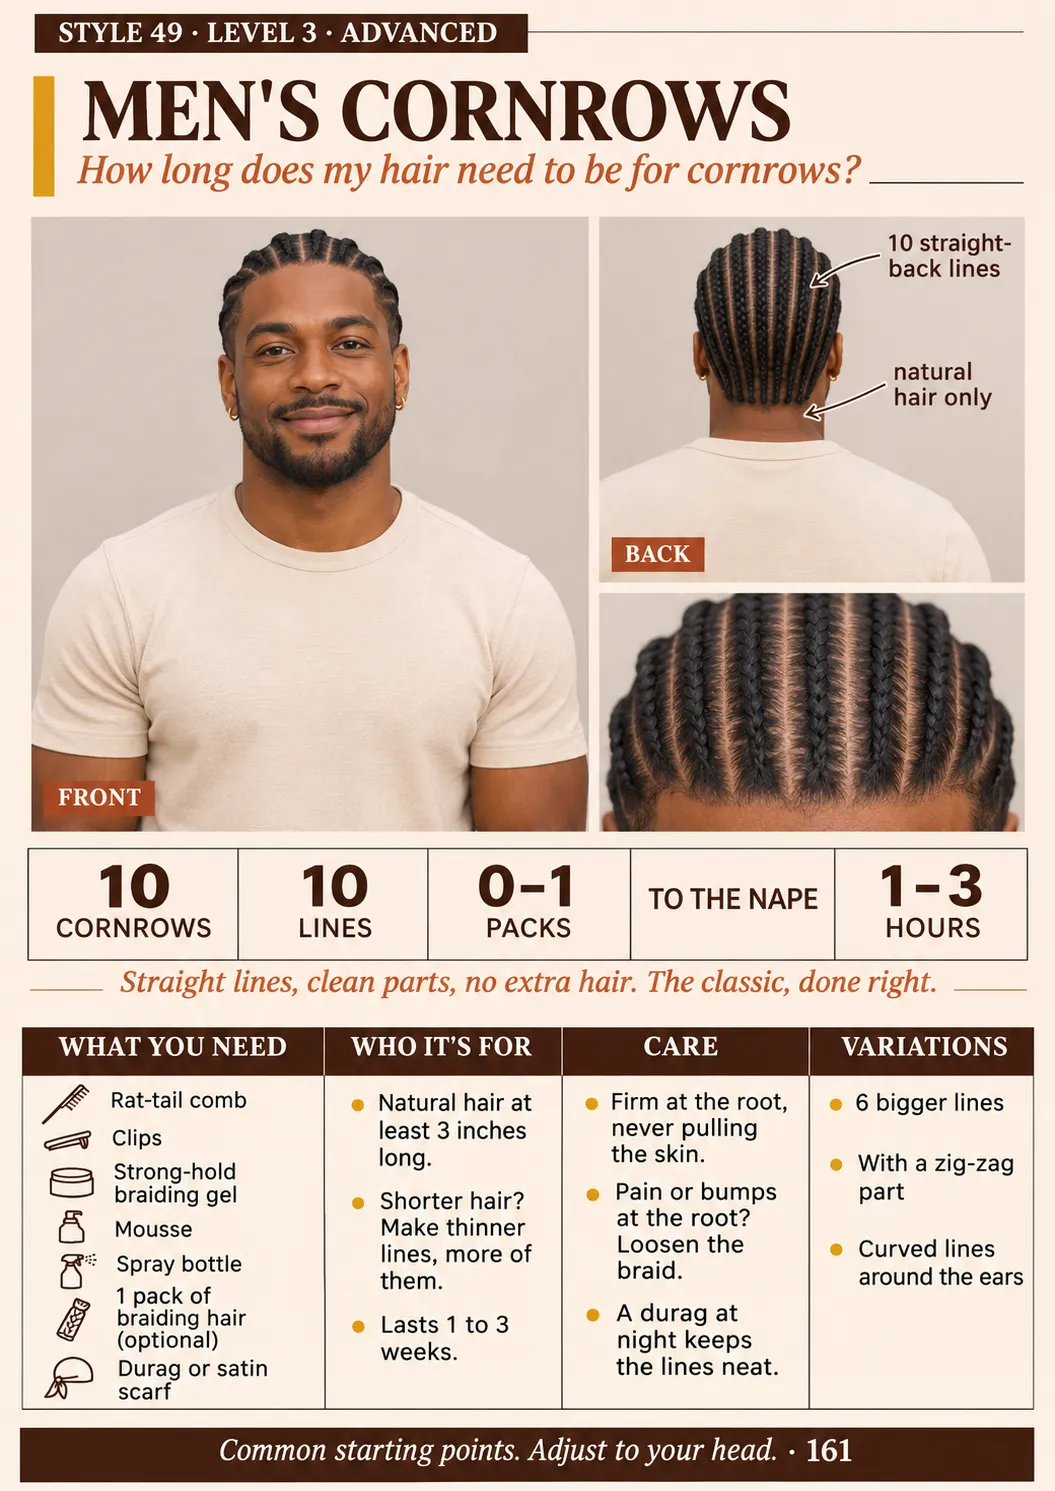 STYLE 49 · LEVEL 3 · ADVANCED
MEN'S CORNROWS
How long does my hair need to be for cornrows?
10 straight-
back lines
natural
hair only
BACK
FRONT
10
CORNROWS
10
LINES
0–1
PACKS
TO THE NAPE
1–3
HOURS
Straight lines, clean parts, no extra hair. The classic, done right.
WHAT YOU NEED
Rat-tail comb
Clips
Strong-hold
braiding gel
Mousse
Spray bottle
1 pack of
braiding hair
(optional)
Durag or satin
scarf
WHO IT'S FOR
• Natural hair at
least 3 inches
long.
• Shorter hair?
Make thinner
lines, more of
them.
• Lasts 1 to 3
weeks.
CARE
• Firm at the root,
never pulling
the skin.
• Pain or bumps
at the root?
Loosen the
braid.
• A durag at
night keeps
the lines neat.
VARIATIONS
• 6 bigger lines
• With a zig-zag
part
• Curved lines
around the ears
Common starting points. Adjust to your head. · 161